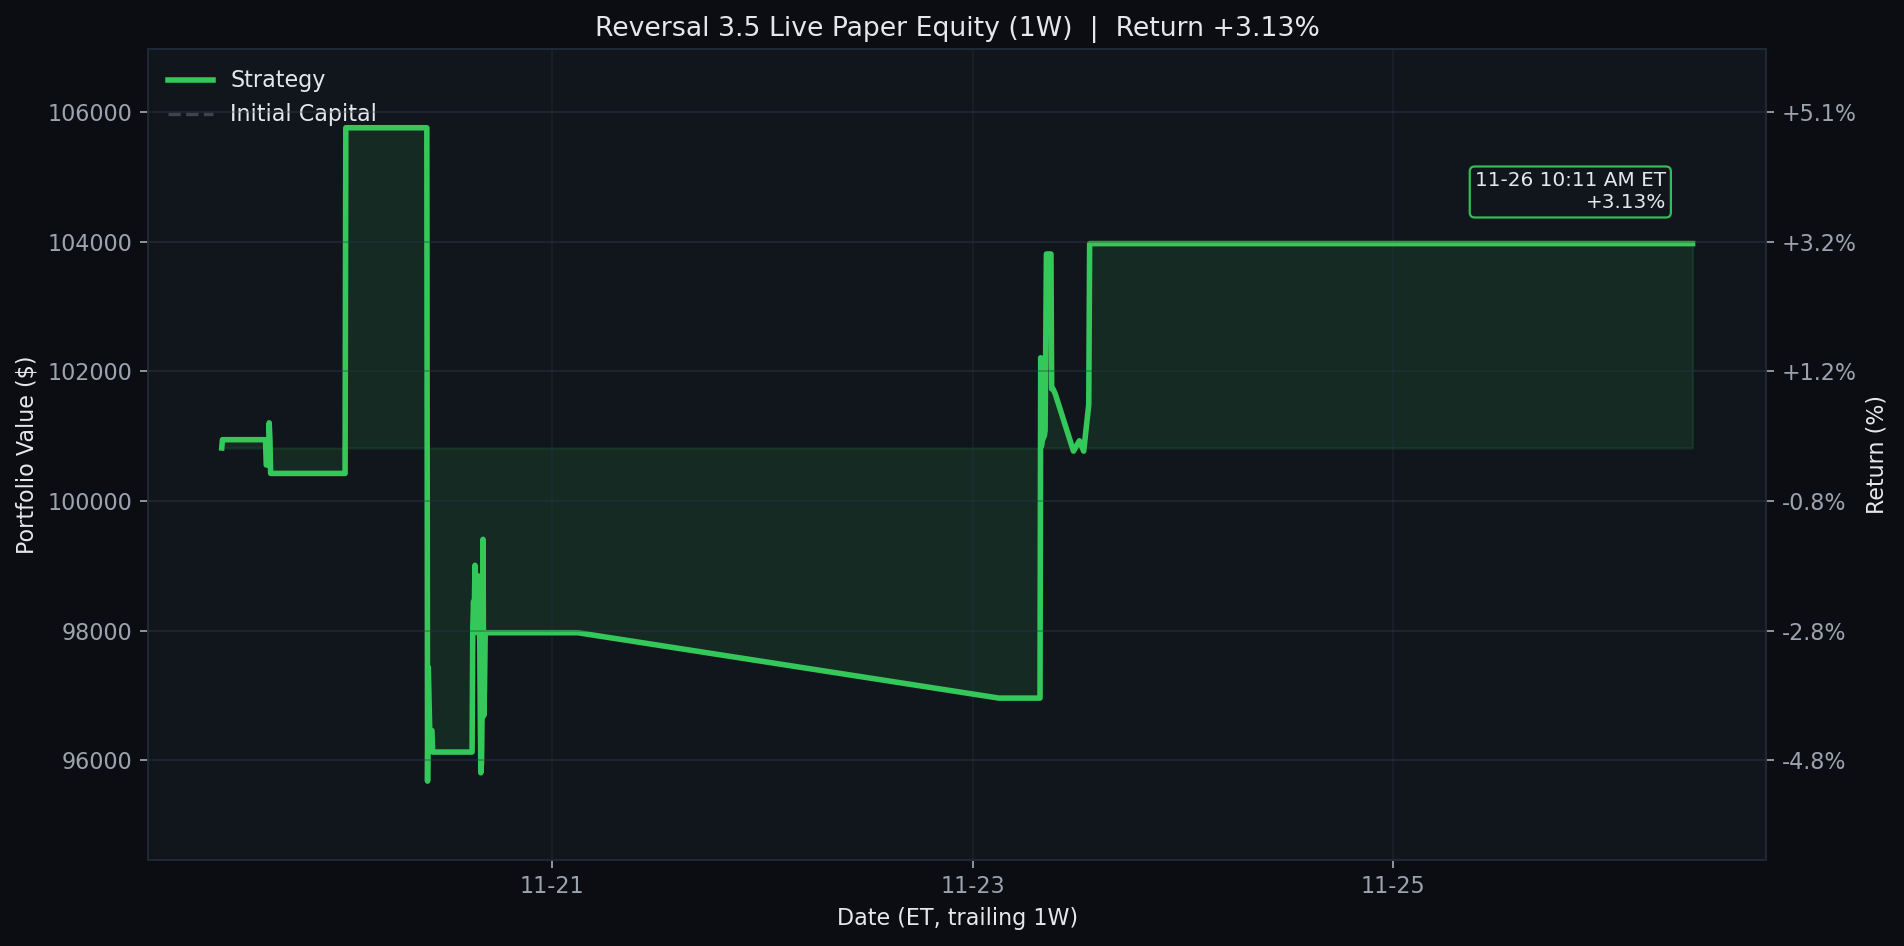 Reversal 3.5 Live Paper Equity (1W)  |  Return +3.13%
Strategy
Initial Capital
11-26 10:11 AM ET
+3.13%
Portfolio Value ($)
106000
104000
102000
100000
98000
96000
+5.1%
+3.2%
+1.2%
-0.8%
-2.8%
-4.8%
Return (%)
11-21
11-23
11-25
Date (ET, trailing 1W)